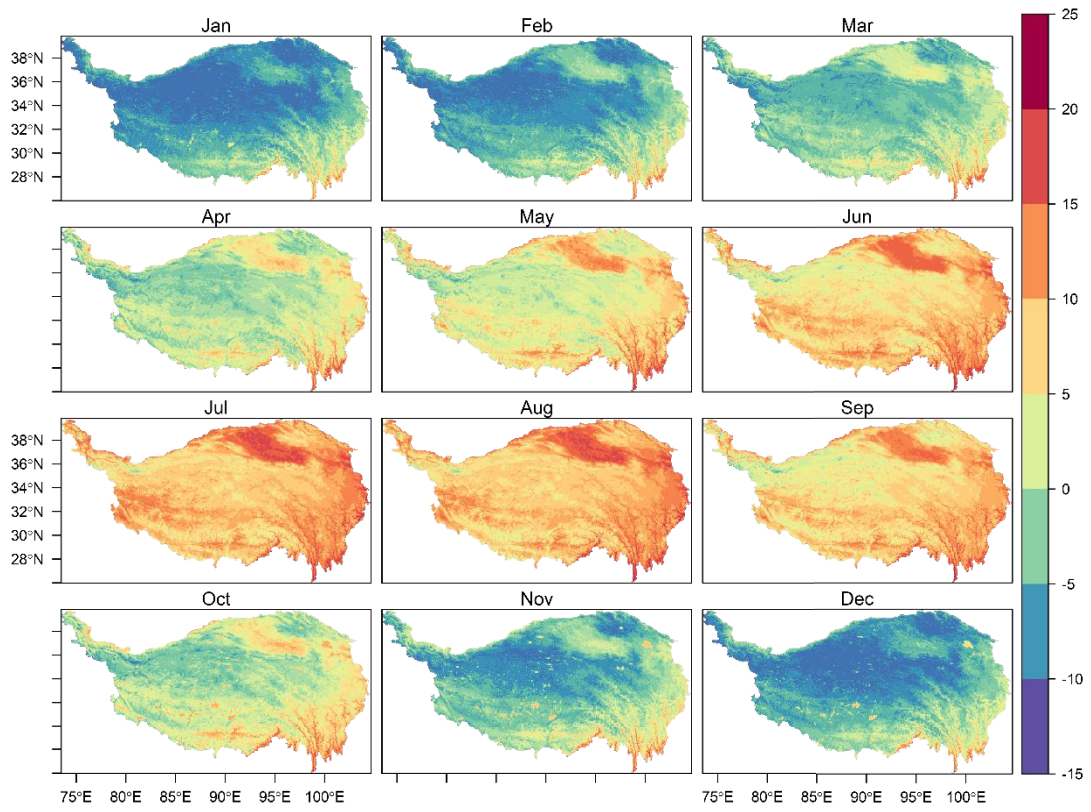 Jan Feb Mar
38°N
36°N
34°N
32°N
30°N
28°N
Apr May Jun
Jul Aug Sep
38°N
36°N
34°N
32°N
30°N
28°N
Oct Nov Dec
75°E 80°E 85°E 90°E 95°E 100°E 75°E 80°E 85°E 90°E 95°E 100°E
25
20
15
10
5
0
-5
-10
-15